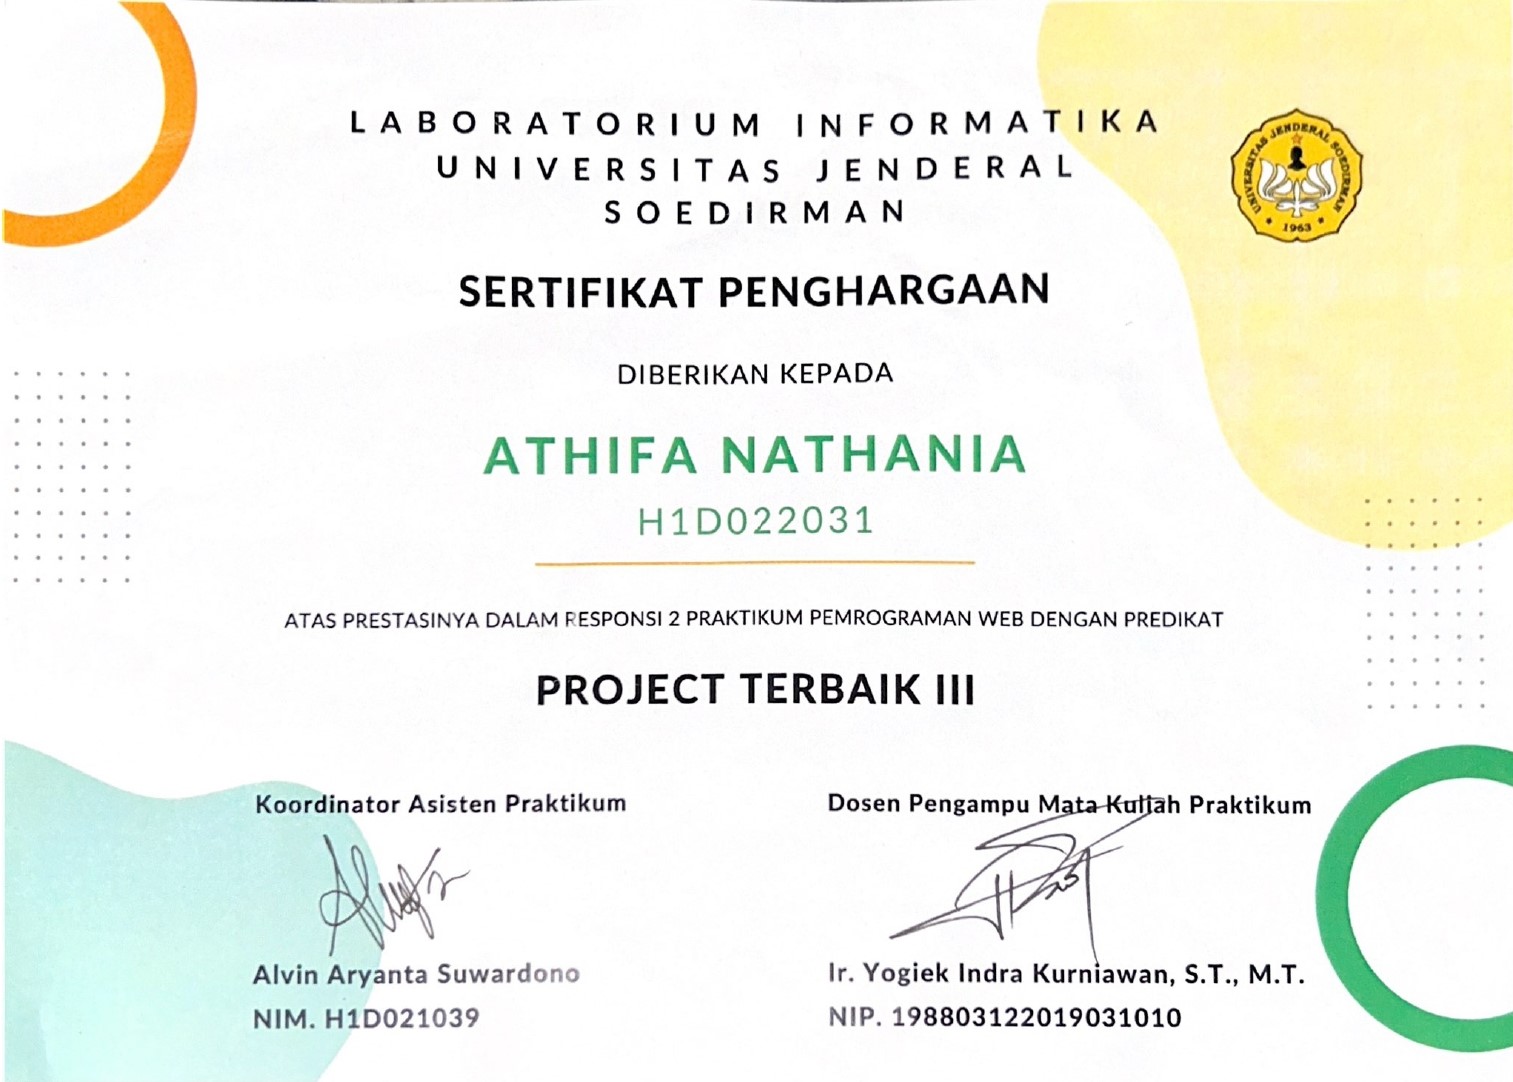 LABORATORIUM INFORMATIKA
UNIVERSITAS JENDERAL
SOEDIRMAN
UNIVERSITAS JENDERAL SOEDIRMAN
1963
SERTIFIKAT PENGHARGAAN
DIBERIKAN KEPADA
ATHIFA NATHANIA
H1D022031
ATAS PRESTASINYA DALAM RESPONSI 2 PRAKTIKUM PEMROGRAMAN WEB DENGAN PREDIKAT
PROJECT TERBAIK III
Koordinator Asisten Praktikum
Alvin Aryanta Suwardono
NIM. H1D021039
Dosen Pengampu Mata Kuliah Praktikum
Ir. Yogiek Indra Kurniawan, S.T., M.T.
NIP. 198803122019031010